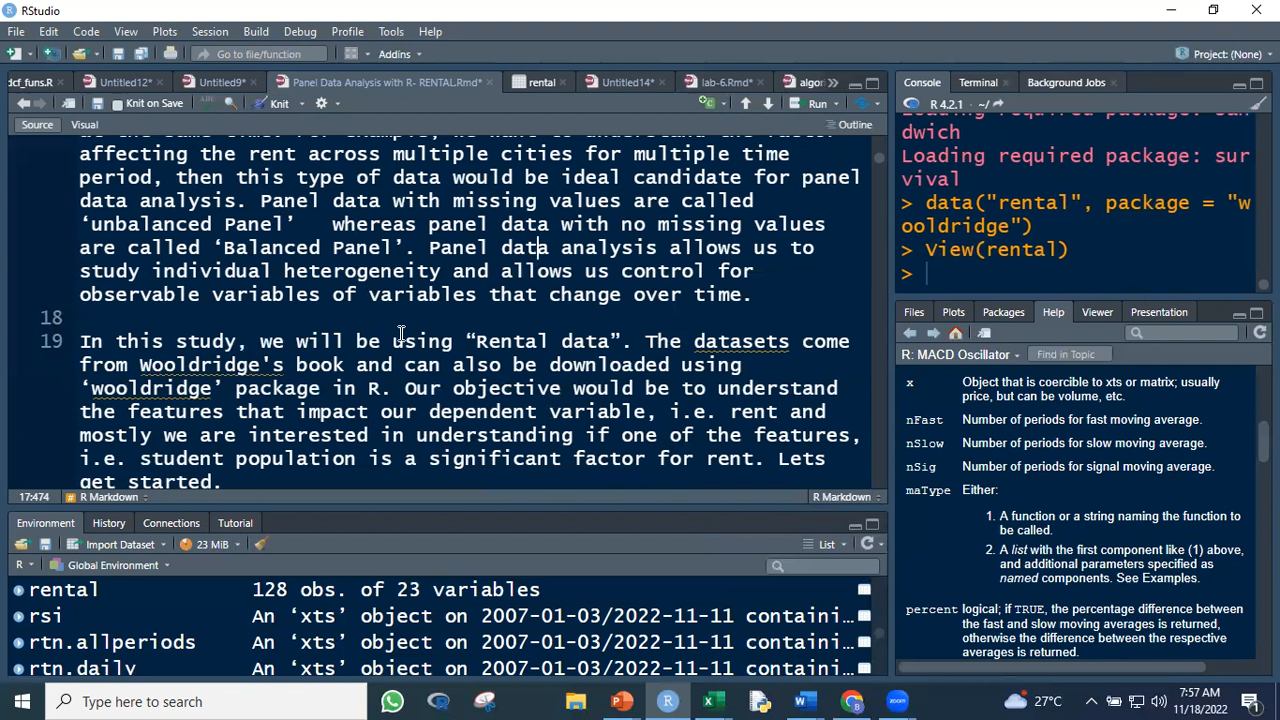 RStudio
File Edit Code View Plots Session Build Debug Profile Tools Help
Go to file/function Addins Project: (None)
dcf_funs.R Untitled12* Untitled9* Panel Data Analysis with R- RENTAL.Rmd* rental Untitled14* lab-6.Rmd* algor
Knit on Save Knit Run
Source Visual Outline
affecting the rent across multiple cities for multiple time
period, then this type of data would be ideal candidate for panel
data analysis. Panel data with missing values are called
‘unbalanced Panel’ whereas panel data with no missing values
are called ‘Balanced Panel’. Panel data analysis allows us to
study individual heterogeneity and allows us control for
observable variables of variables that change over time.
18
19 In this study, we will be using “Rental data”. The datasets come
from Wooldridge's book and can also be downloaded using
‘wooldridge’ package in R. Our objective would be to understand
the features that impact our dependent variable, i.e. rent and
mostly we are interested in understanding if one of the features,
i.e. student population is a significant factor for rent. Lets
get started.
17:474 R Markdown R Markdown
Environment History Connections Tutorial
Import Dataset 23 MiB List
R Global Environment
rental 128 obs. of 23 variables
rsi An ‘xts’ object on 2007-01-03/2022-11-11 containi…
rtn.allperiods An ‘xts’ object on 2007-01-03/2022-11-11 containi…
rtn.daily An ‘xts’ object on 2007-01-03/2022-11-11 containi…
Console Terminal Background Jobs
R 4.2.1 · ~/
Loading required package: san
dwich
Loading required package: sur
vival
> data("rental", package = "w
ooldridge")
> View(rental)
>
Files Plots Packages Help Viewer Presentation
R: MACD Oscillator Find in Topic
x Object that is coercible to xts or matrix; usually
price, but can be volume, etc.
nFast Number of periods for fast moving average.
nSlow Number of periods for slow moving average.
nSig Number of periods for signal moving average.
maType Either:
1. A function or a string naming the function to
be called.
2. A list with the first component like (1) above,
and additional parameters specified as
named components. See Examples.
percent logical; if TRUE, the percentage difference between
the fast and slow moving averages is returned,
otherwise the difference between the respective
averages is returned.
Type here to search
27°C
7:57 AM
11/18/2022